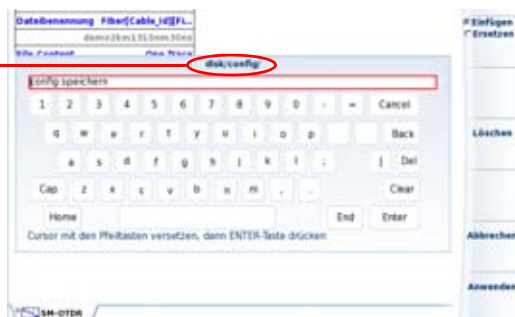 Dateibenennung Fiber[Cable_Id][Fi...
demo2km1310nm30ns
File Content One Trace
disk/config/
config speichern
1 2 3 4 5 6 7 8 9 0 - = Cancel
q w e r t y u i o p Back
a s d f g h j k l ; Del
Cap z x c v b n m , . Clear
Home End Enter
Cursor mit den Pfeiltasten versetzen, dann ENTER-Taste drücken
Einfügen
Ersetzen
Löschen
Abbrechen
Anwenden
SM-OTDR